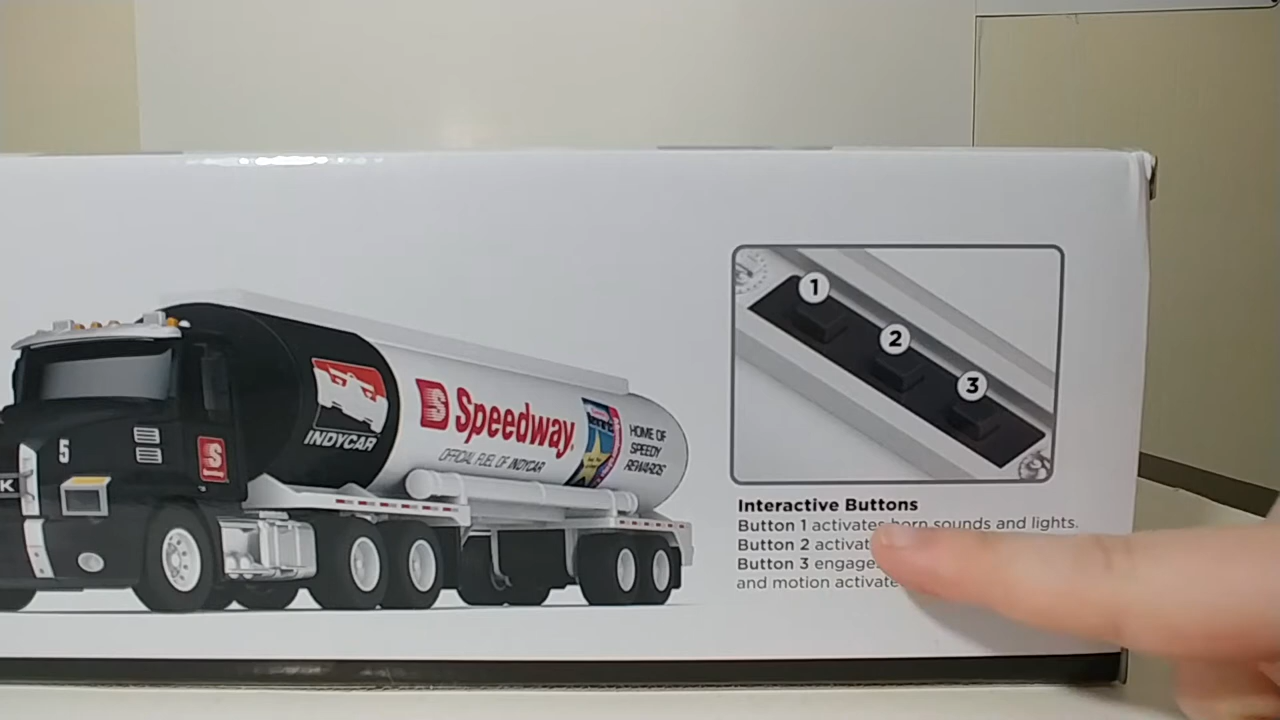 1
2
3
5
K
S
INDYCAR
S Speedway
OFFICIAL FUEL OF INDYCAR
HOME OF
SPEEDY
REWARDS
Interactive Buttons
Button 1 activates horn sounds and lights.
Button 2 activat
Button 3 engage
and motion activate